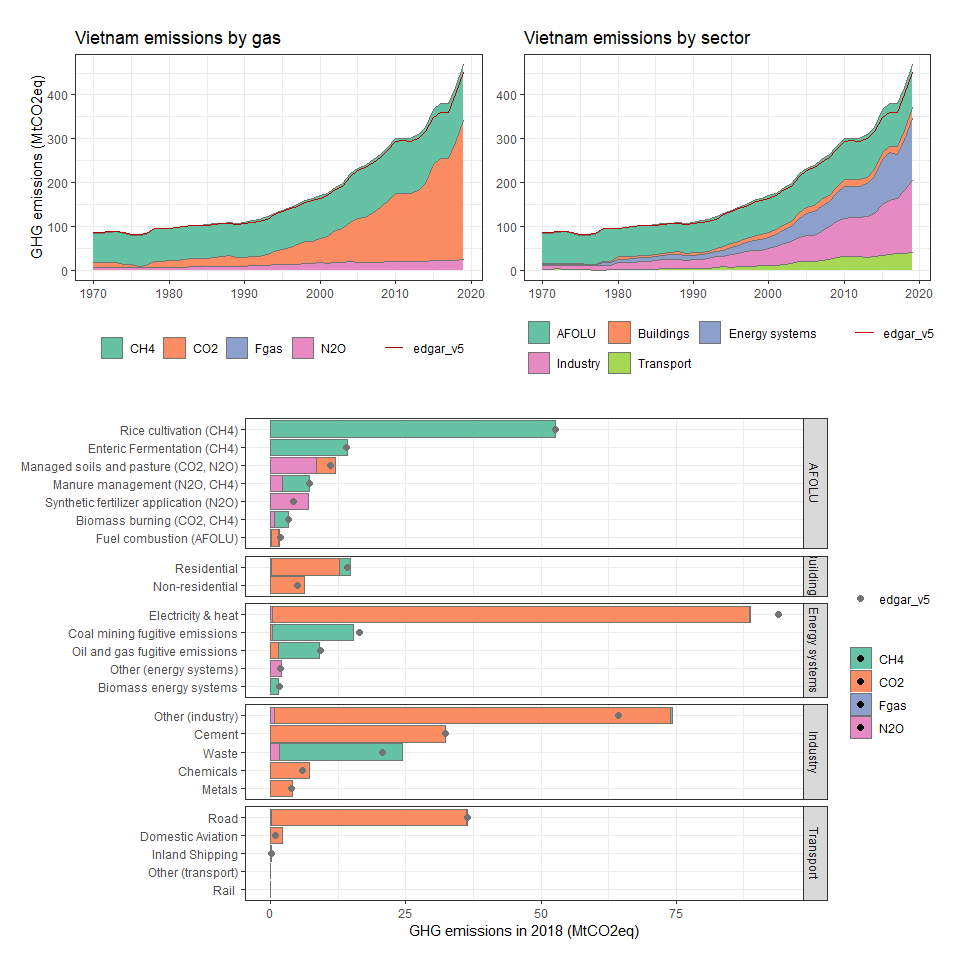 Vietnam emissions by gas
GHG emissions (MtCO2eq)
400
300
200
100
0
1970 1980 1990 2000 2010 2020
CH4 CO2 Fgas N2O edgar_v5
Vietnam emissions by sector
400
300
200
100
0
1970 1980 1990 2000 2010 2020
AFOLU Buildings Energy systems edgar_v5
Industry Transport
Rice cultivation (CH4)
Enteric Fermentation (CH4)
Managed soils and pasture (CO2, N2O)
Manure management (N2O, CH4)
Synthetic fertilizer application (N2O)
Biomass burning (CO2, CH4)
Fuel combustion (AFOLU)
AFOLU
Residential
Non-residential
uilding
Electricity & heat
Coal mining fugitive emissions
Oil and gas fugitive emissions
Other (energy systems)
Biomass energy systems
Energy systems
Other (industry)
Cement
Waste
Chemicals
Metals
Industry
Road
Domestic Aviation
Inland Shipping
Other (transport)
Rail
Transport
0 25 50 75
GHG emissions in 2018 (MtCO2eq)
edgar_v5
CH4
CO2
Fgas
N2O